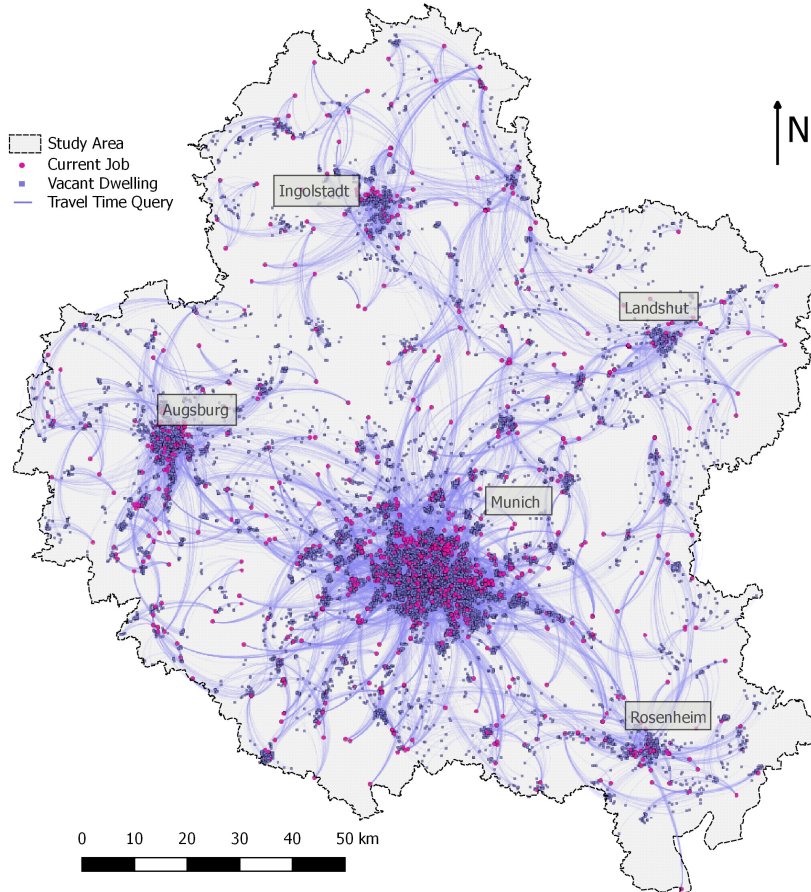 N
Study Area
Current Job
Vacant Dwelling
Travel Time Query
Ingolstadt
Landshut
Augsburg
Munich
Rosenheim
0 10 20 30 40 50 km